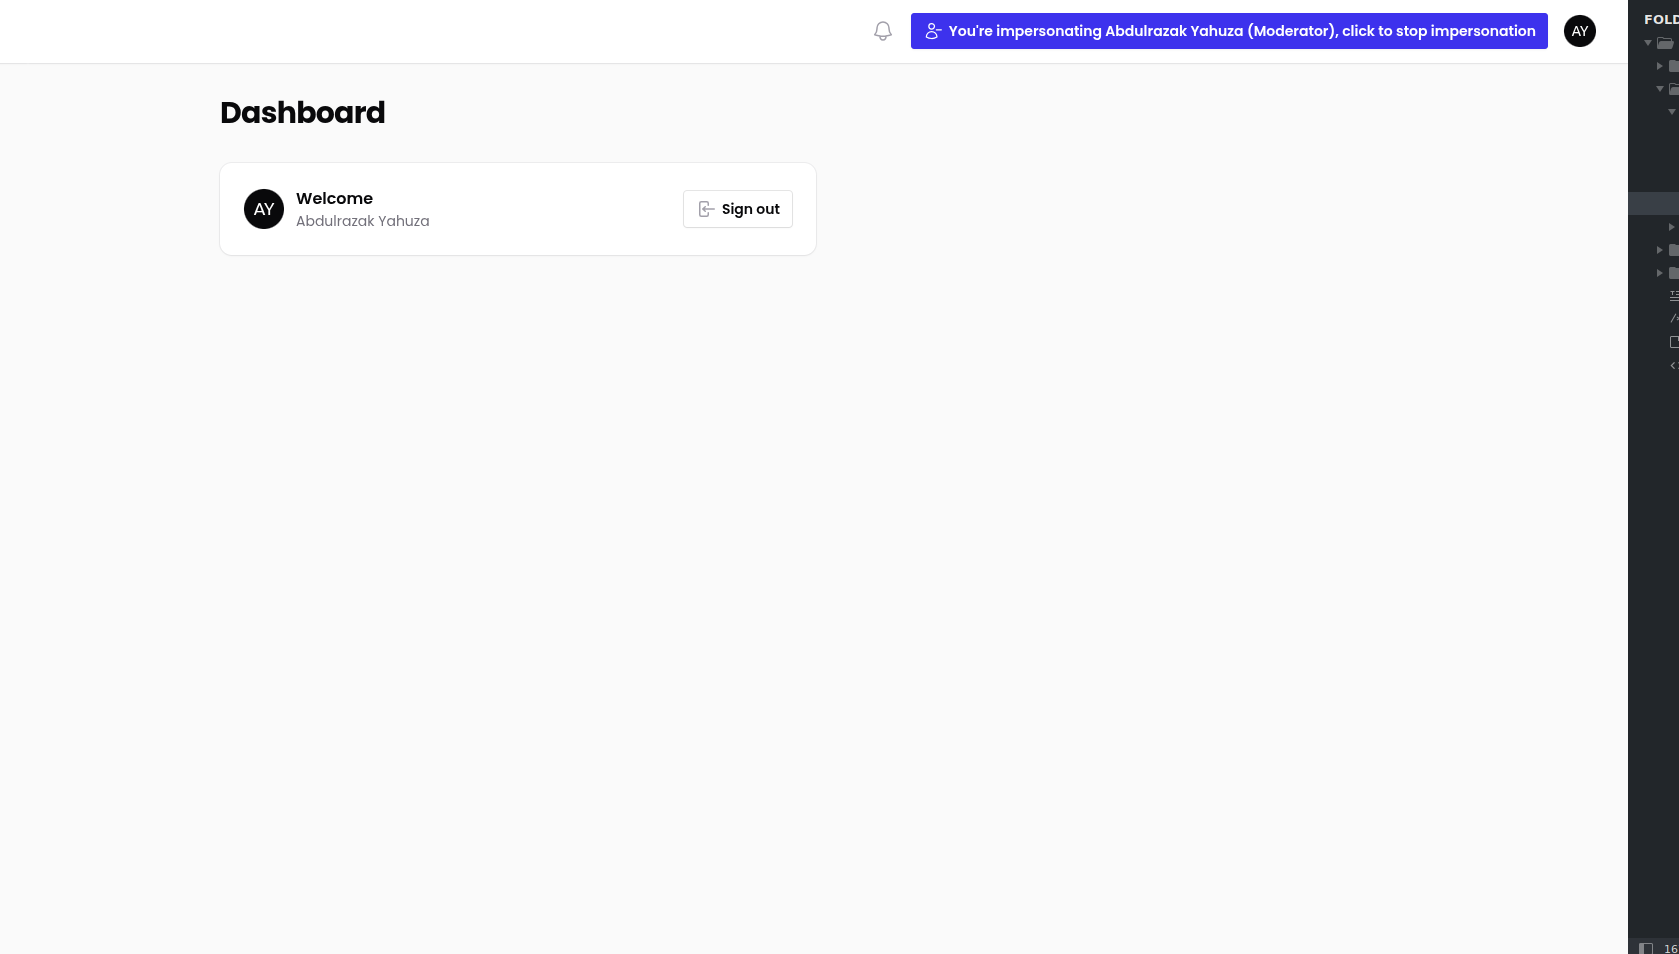 You're impersonating Abdulrazak Yahuza (Moderator), click to stop impersonation
AY
Dashboard
AY
Welcome
Abdulrazak Yahuza
Sign out
FOLD
16